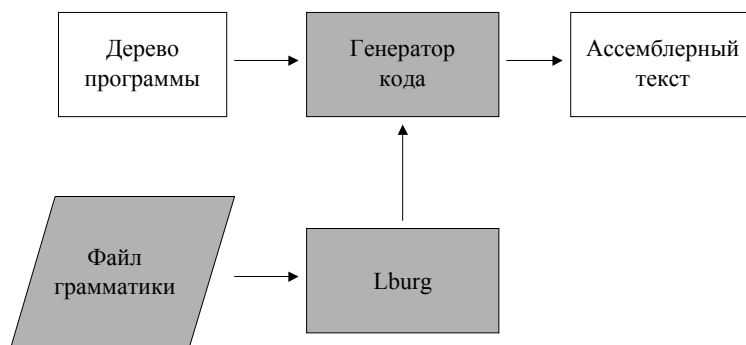 Дерево
программы
Генератор
кода
Ассемблерный
текст
Файл
грамматики
Lburg